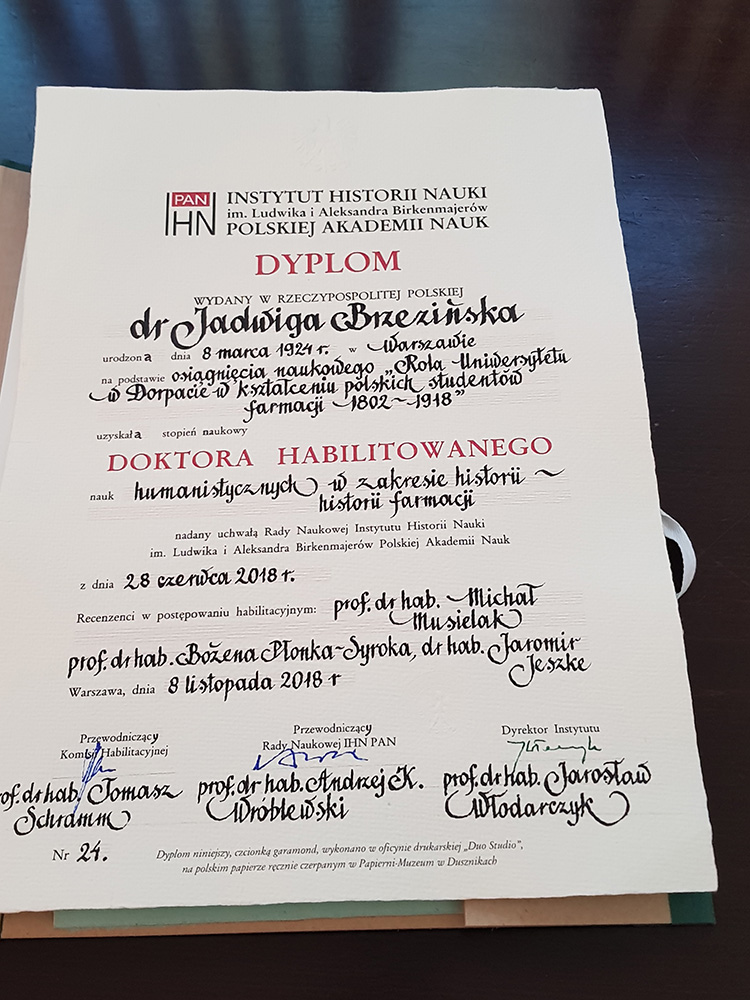 PAN
IHN
INSTYTUT HISTORII NAUKI
im. Ludwika i Aleksandra Birkenmajerów
POLSKIEJ AKADEMII NAUK
DYPLOM
WYDANY W RZECZYPOSPOLITEJ POLSKIEJ
dr Jadwiga Brzezińska
urodzona dnia 8 marca 1924 r. w Warszawie
na podstawie osiągnięcia naukowego „Rola Uniwersytetu
w Dorpacie w kształceniu polskich studentów
farmacji 1802~1918”
uzyskała stopień naukowy
DOKTORA HABILITOWANEGO
nauk humanistycznych w zakresie historii ~
historii farmacji
nadany uchwałą Rady Naukowej Instytutu Historii Nauki
im. Ludwika i Aleksandra Birkenmajerów Polskiej Akademii Nauk
z dnia 28 czerwca 2018 r.
Recenzenci w postępowaniu habilitacyjnym: prof. dr hab. Michał
Musielak
prof. dr hab. Bożena Płonka-Syroka, dr hab. Jaromir
Jeszke
Warszawa, dnia 8 listopada 2018 r
Przewodniczący
Komisji Habilitacyjnej
Przewodniczący
Rady Naukowej IHN PAN
Dyrektor Instytutu
of. dr hab. Tomasz
Schramm
prof. dr hab. Andrzej K.
Wróblewski
prof. dr hab. Jarosław
Włodarczyk
Nr 24.
Dyplom niniejszy, czcionką garamond, wykonano w oficynie drukarskiej „Duo Studio”,
na polskim papierze ręcznie czerpanym w Papierni-Muzeum w Dusznikach